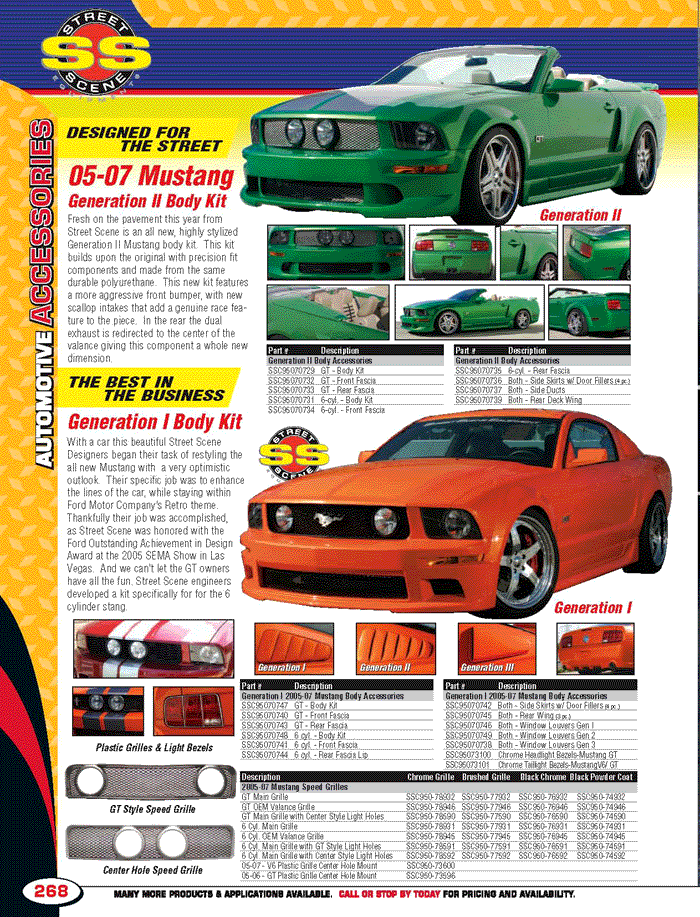 STREET
SS
SCENE
EQUIPMENT
AUTOMOTIVE ACCESSORIES
DESIGNED FOR
THE STREET
05-07 Mustang
Generation II Body Kit
Fresh on the pavement this year from
Street Scene is an all new, highly stylized
Generation II Mustang body kit. This kit
builds upon the original with precision fit
components and made from the same
durable polyurethane. This new kit features
a more aggressive front bumper, with new
scallop intakes that add a genuine race fea-
ture to the piece. In the rear the dual
exhaust is redirected to the center of the
valance giving this component a whole new
dimension.
Generation II
Part # Description
Generation II Body Accessories
SSC95070729 GT - Body Kit
SSC95070732 GT - Front Fascia
SSC95070733 GT - Rear Fascia
SSC95070731 6-cyl. - Body Kit
SSC95070734 6-cyl. - Front Fascia
Part # Description
Generation II Body Accessories
SSC95070735 6-cyl. - Rear Fascia
SSC95070736 Both - Side Skirts w/ Door Fillers (4 pc.)
SSC95070737 Both - Side Ducts
SSC95070739 Both - Rear Deck Wing
THE BEST IN
THE BUSINESS
Generation I Body Kit
With a car this beautiful Street Scene
Designers began their task of restyling the
all new Mustang with a very optimistic
outlook. Their specific job was to enhance
the lines of the car, while staying within
Ford Motor Company's Retro theme.
Thankfully their job was accomplished,
as Street Scene was honored with the
Ford Outstanding Achievement in Design
Award at the 2005 SEMA Show in Las
Vegas. And we can't let the GT owners
have all the fun, Street Scene engineers
developed a kit specifically for for the 6
cylinder stang.
STREET
SS
SCENE
Generation I
Generation I
Generation II
Generation III
Plastic Grilles & Light Bezels
GT Style Speed Grille
Center Hole Speed Grille
Part # Description
Generation I 2005-07 Mustang Body Accessories
SSC95070747 GT - Body Kit
SSC95070740 GT - Front Fascia
SSC95070743 GT - Rear Fascia
SSC95070748 6 cyl. - Body Kit
SSC95070741 6 cyl. - Front Fascia
SSC95070744 6 cyl. - Rear Fascia Lip
Part # Description
Generation I 2005-07 Mustang Body Accessories
SSC95070742 Both - Side Skirts w/ Door Fillers (4 pc.)
SSC95070745 Both - Rear Wing (3 pc.)
SSC95070746 Both - Window Louvers Gen 1
SSC95070749 Both - Window Louvers Gen 2
SSC95070738 Both - Window Louvers Gen 3
SSC95073100 Chrome Headlight Bezels-Mustang GT
SSC95073101 Chrome Taillight Bezels-MustangV6/ GT
Description Chrome Grille Brushed Grille Black Chrome Black Powder Coat
2005-07 Mustang Speed Grilles
GT Main Grille SSC950-78932 SSC950-77932 SSC950-76932 SSC950-74932
GT OEM Valance Grille SSC950-78946 SSC950-77946 SSC950-76946 SSC950-74946
GT Main Grille with Center Style Light Holes SSC950-78590 SSC950-77590 SSC950-76590 SSC950-74590
6 Cyl. Main Grille SSC950-78931 SSC950-77931 SSC950-76931 SSC950-74931
6 Cyl. OEM Valance Grille SSC950-78945 SSC950-77945 SSC950-76945 SSC950-74945
6 Cyl. Main Grille with GT Style Light Holes SSC950-78591 SSC950-77591 SSC950-76591 SSC950-74591
6 Cyl. Main Grille with Center Style Light Holes SSC950-78592 SSC950-77592 SSC950-76592 SSC950-74592
05-07 - V6 Plastic Grille Center Hole Mount SSC950-73600
05-06 - GT Plastic Grille Center Hole Mount SSC950-73596
268
MANY MORE PRODUCTS & APPLICATIONS AVAILABLE. CALL OR STOP BY TODAY FOR PRICING AND AVAILABILITY.